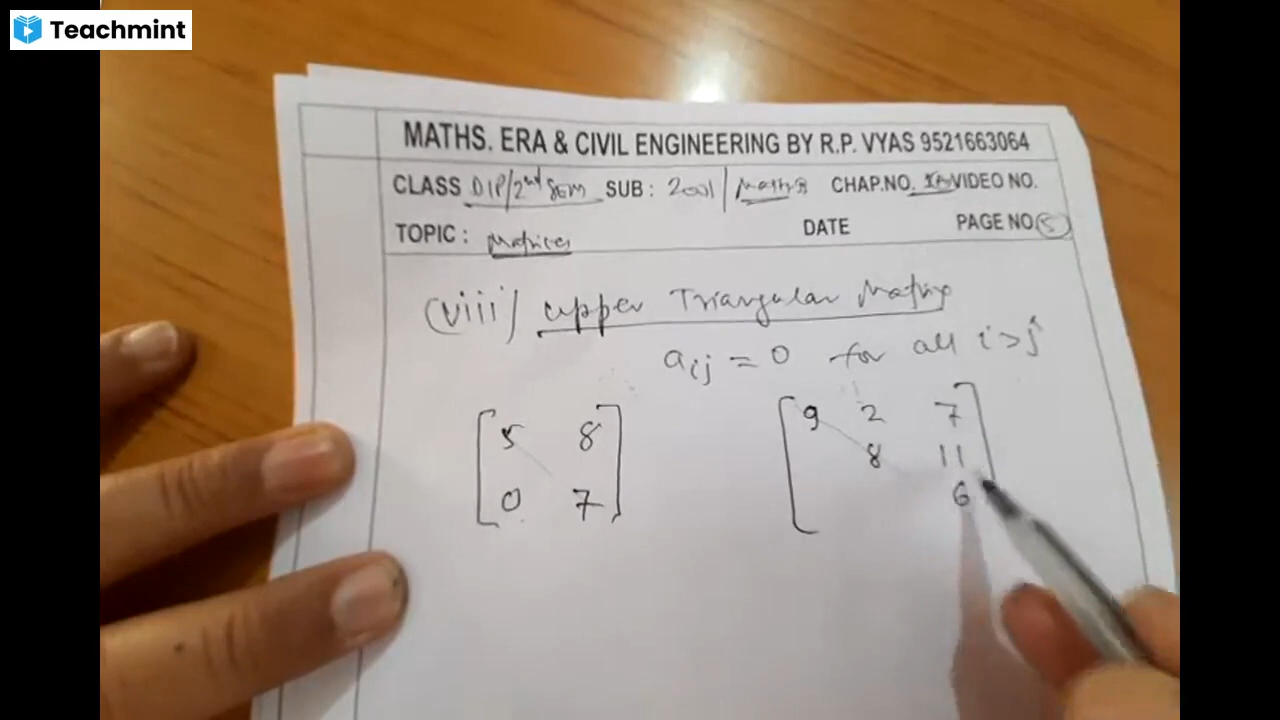 Teachmint
MATHS. ERA & CIVIL ENGINEERING BY R.P. VYAS 9521663064
CLASS DIP/2nd SEM SUB : 2001/Maths CHAP.NO. VIDEO NO.
TOPIC : Matrices DATE PAGE NO. 5
(viii) Upper Triangular Matrix
aij = 0 for all i>j
5 8
0 7
9 2 7
8 11
6